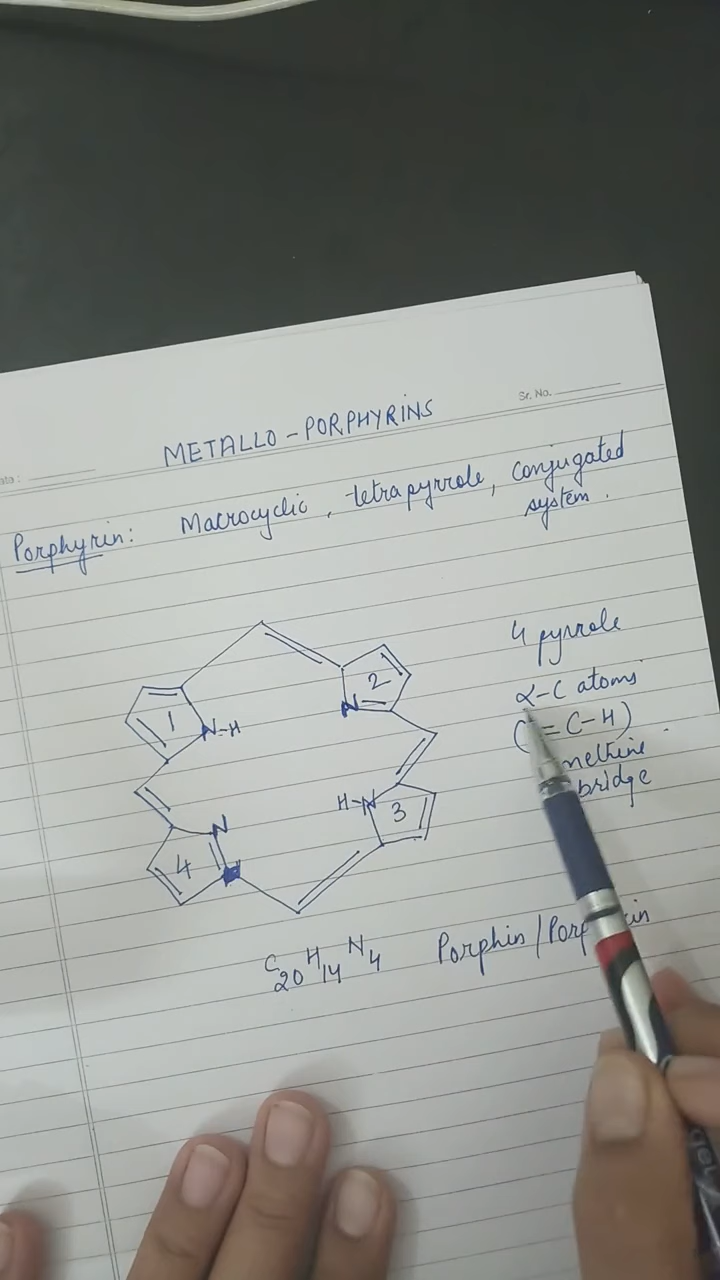 Sr. No.
METALLO-PORPHYRINS
Porphyrin: Macrocyclic, tetrapyrrole, conjugated
system.
4 pyrrole
α-C atoms
= C-H)
methine
bridge
1
N-H
2
N
H-N
3
N
4
C20H14N4 Porphin/